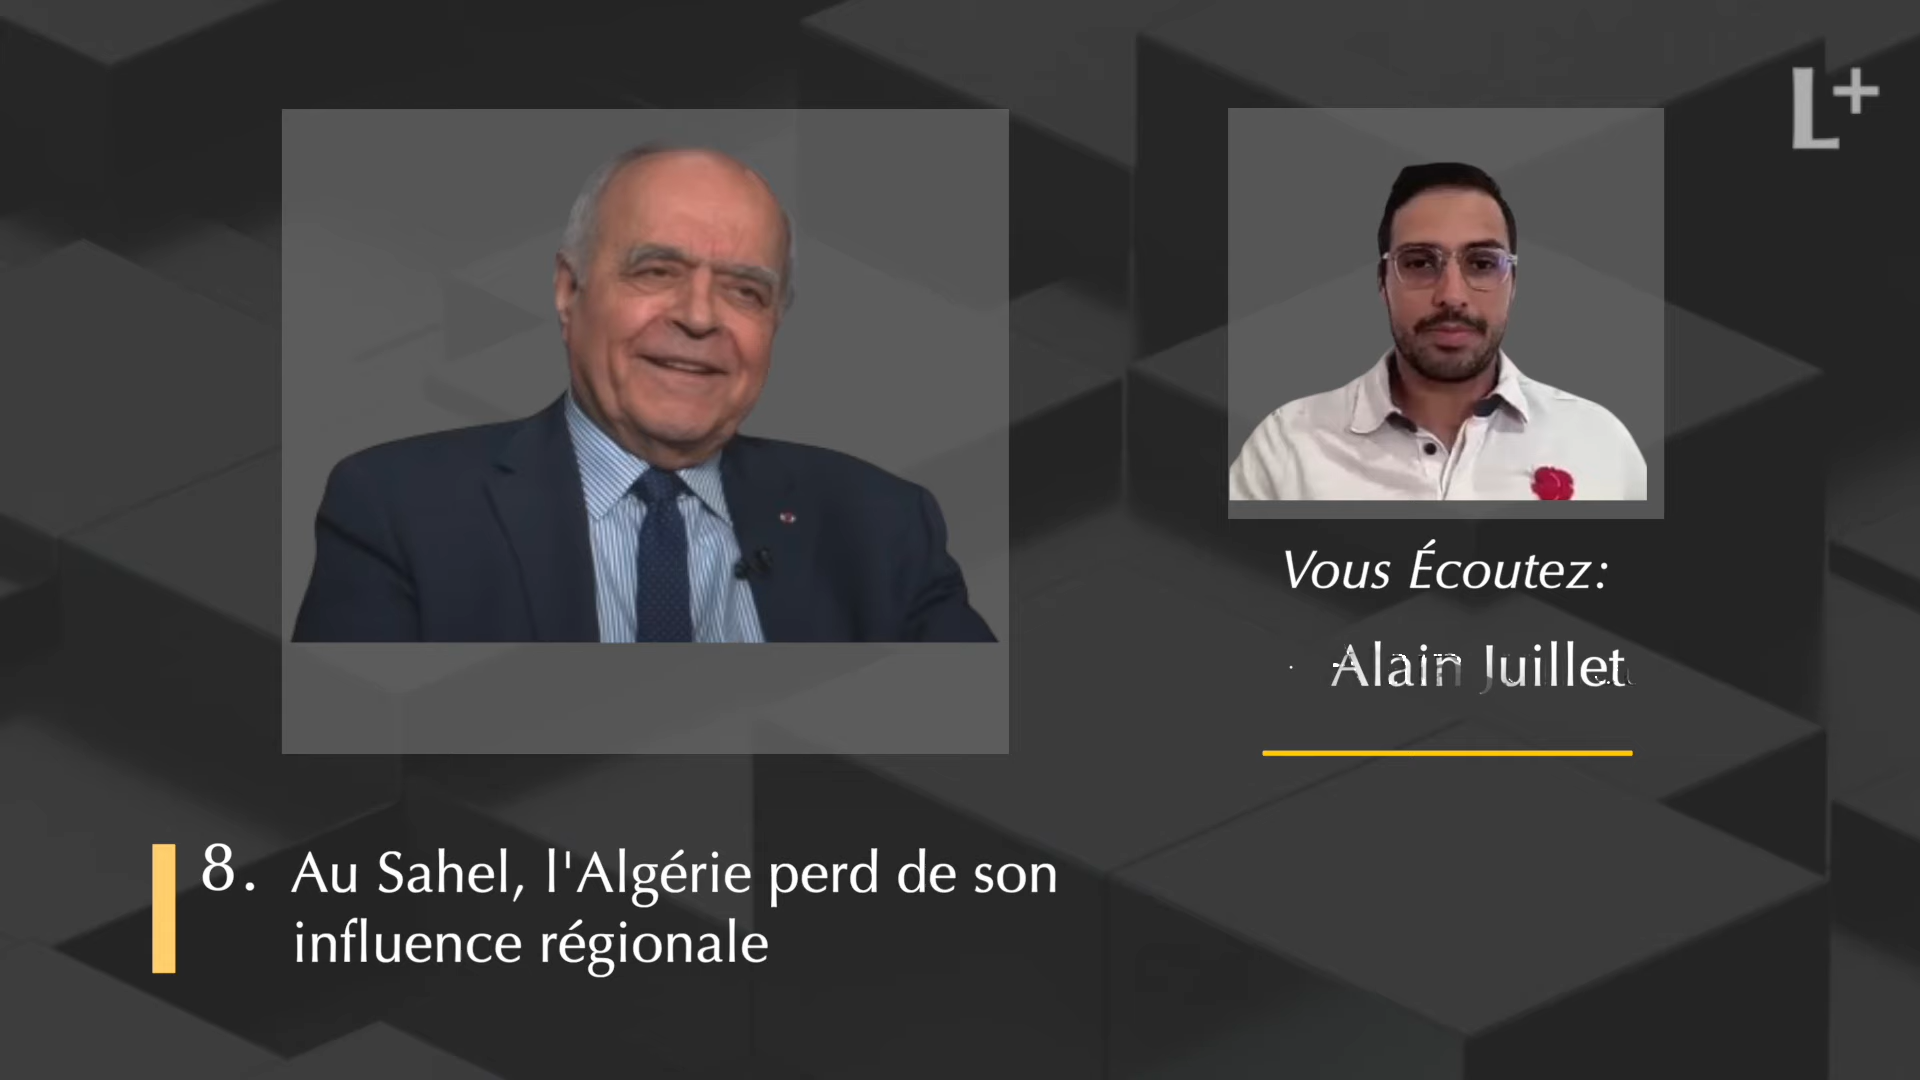 L+
Vous Écoutez:
Alain Juillet
8. Au Sahel, l'Algérie perd de son
influence régionale